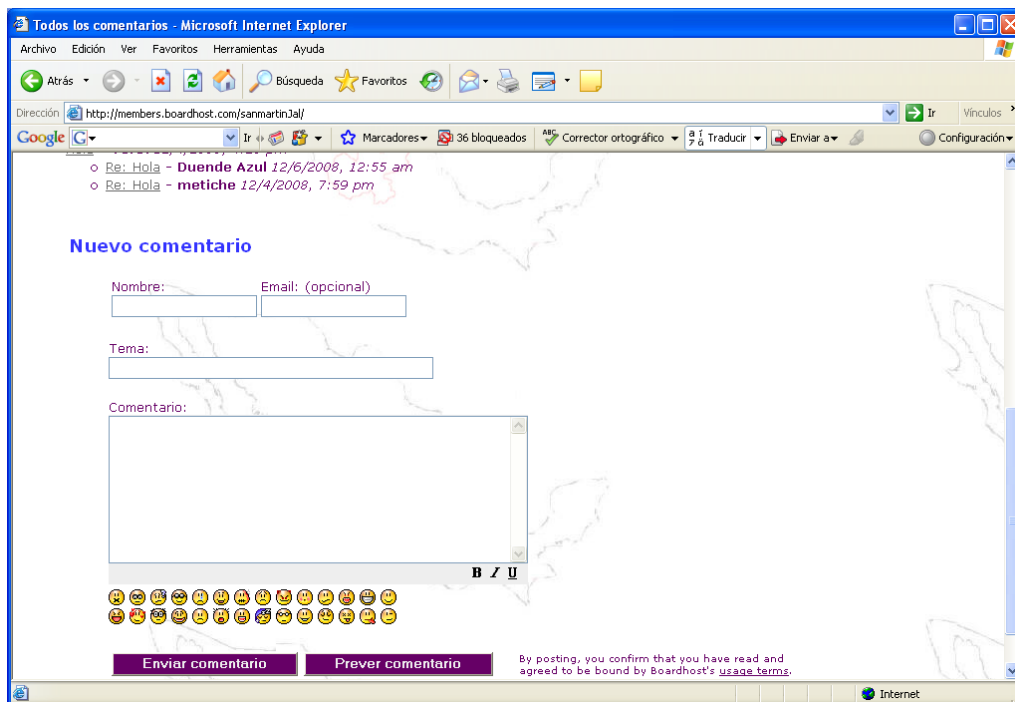 Todos los comentarios - Microsoft Internet Explorer
Archivo Edición Ver Favoritos Herramientas Ayuda
Atrás Búsqueda Favoritos
Dirección http://members.boardhost.com/sanmartinJal/ Ir Vínculos
Google G Ir Marcadores 36 bloqueados ABC Corrector ortográfico Traducir Enviar a Configuración
Re: Hola - Duende Azul 12/6/2008, 12:55 am
Re: Hola - metiche 12/4/2008, 7:59 pm
Nuevo comentario
Nombre: Email: (opcional)
Tema:
Comentario:
B I U
Enviar comentario Prever comentario
By posting, you confirm that you have read and
agreed to be bound by Boardhost's usage terms.
Internet